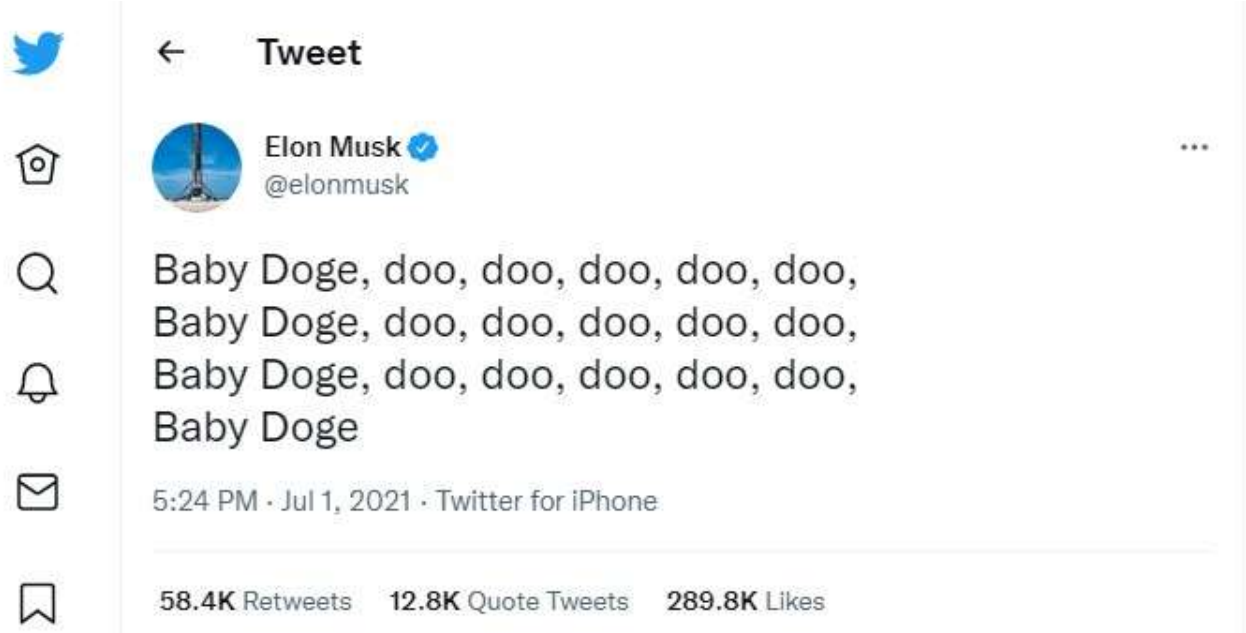 Tweet
Elon Musk
@elonmusk
Baby Doge, doo, doo, doo, doo, doo,
Baby Doge, doo, doo, doo, doo, doo,
Baby Doge, doo, doo, doo, doo, doo,
Baby Doge
5:24 PM · Jul 1, 2021 · Twitter for iPhone
58.4K Retweets 12.8K Quote Tweets 289.8K Likes